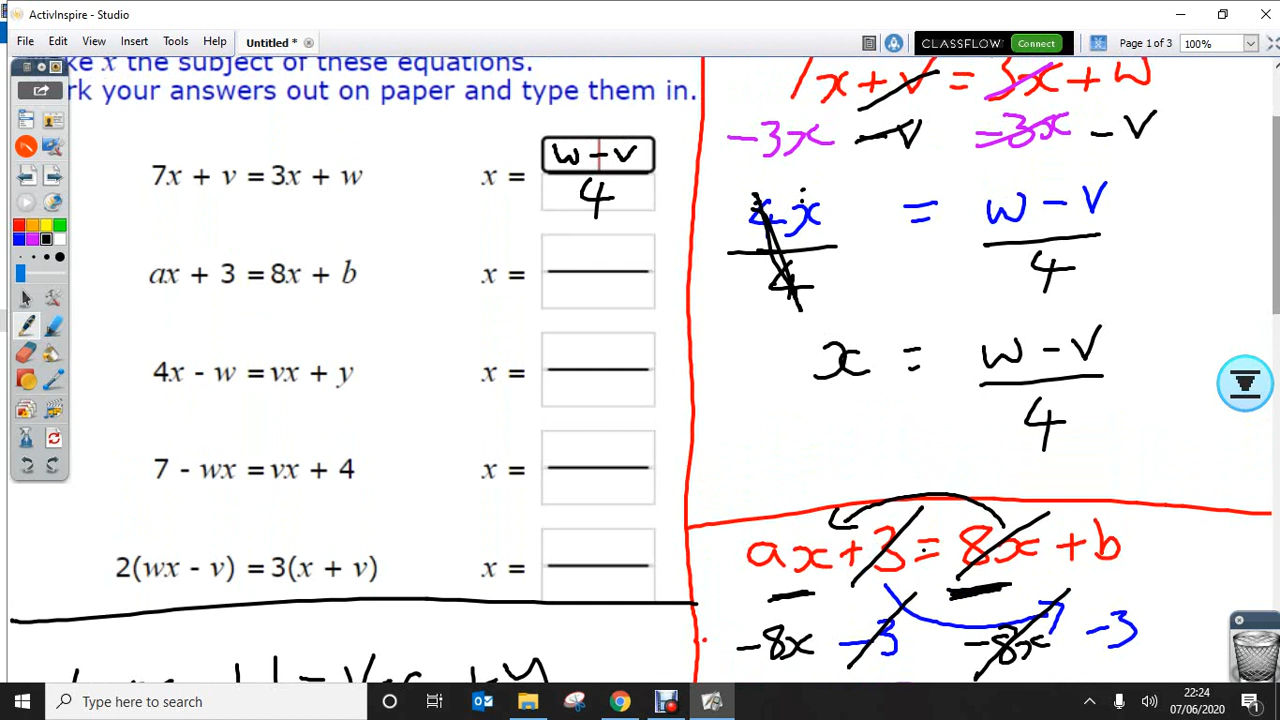 ActivInspire - Studio
File Edit View Insert Tools Help Untitled *
CLASSFLOW Connect Page 1 of 3 100%
ke x the subject of these equations.
rk your answers out on paper and type them in.
7x + v = 3x + w x = w - v
4
ax + 3 = 8x + b x =
4x - w = vx + y x =
7 - wx = vx + 4 x =
2(wx - v) = 3(x + v) x =
7x + v = 3x + w
-3x - v -3x - v
4x = w - v
4 4
x = w - v
4
ax + 3 = 8x + b
-8x -3 -8x -3
Type here to search
22:24
07/06/2020